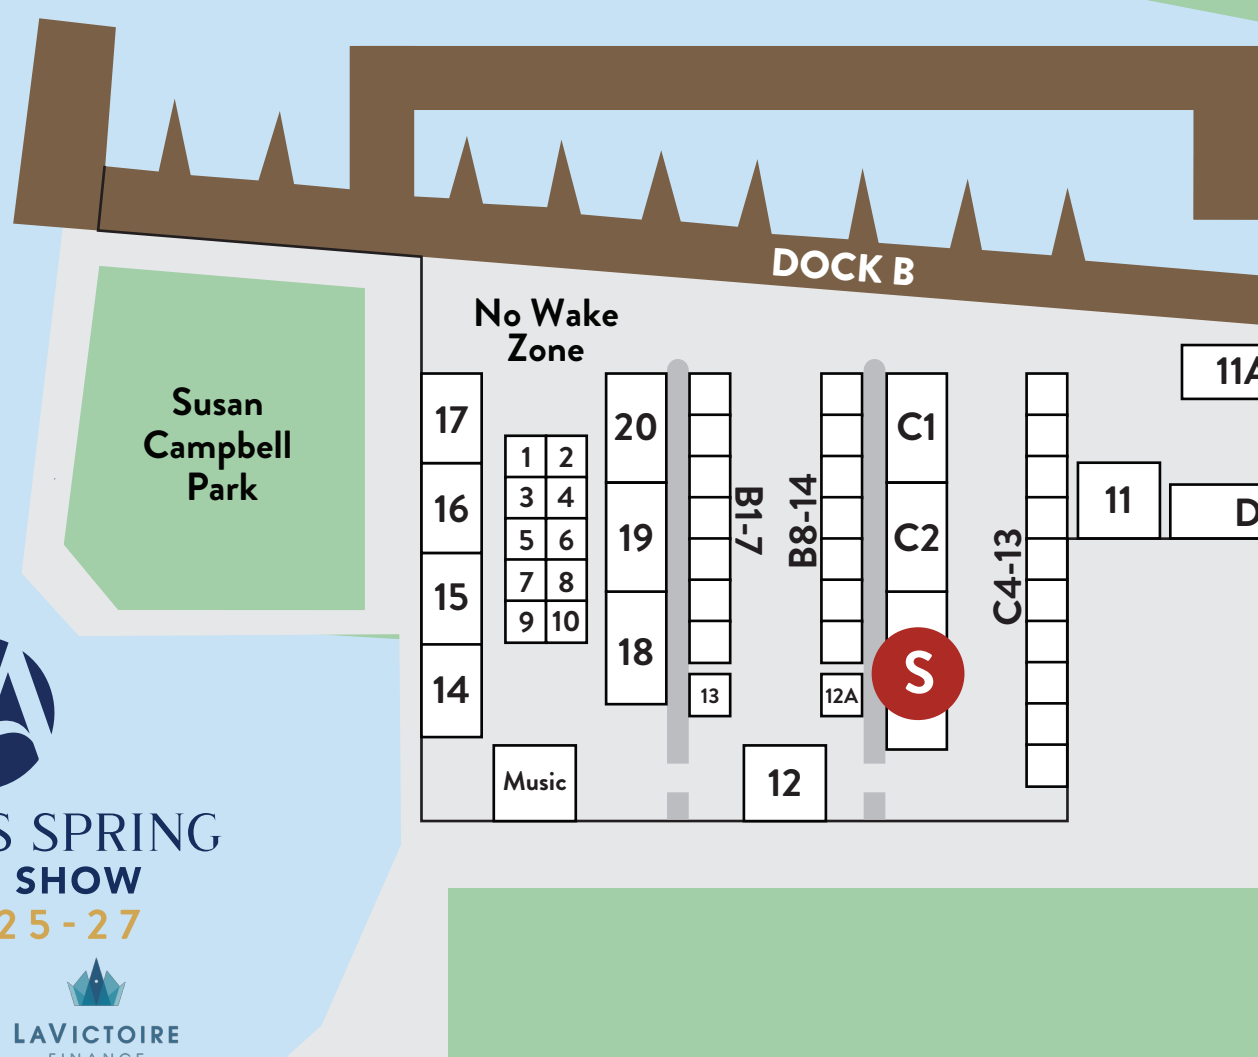 DOCK B
No Wake
Zone
Susan
Campbell
Park
17
16
15
14
1 2
3 4
5 6
7 8
9 10
20
19
18
B1-7
13
B8-14
12A
C1
C2
S
C4-13
11
D
Music
12
S SPRING
SHOW
25-27
LAVICTOIRE